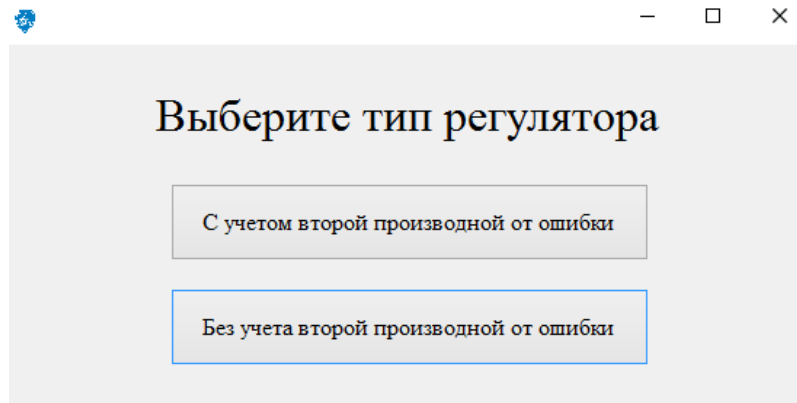 Выберите тип регулятора
С учетом второй производной от ошибки
Без учета второй производной от ошибки